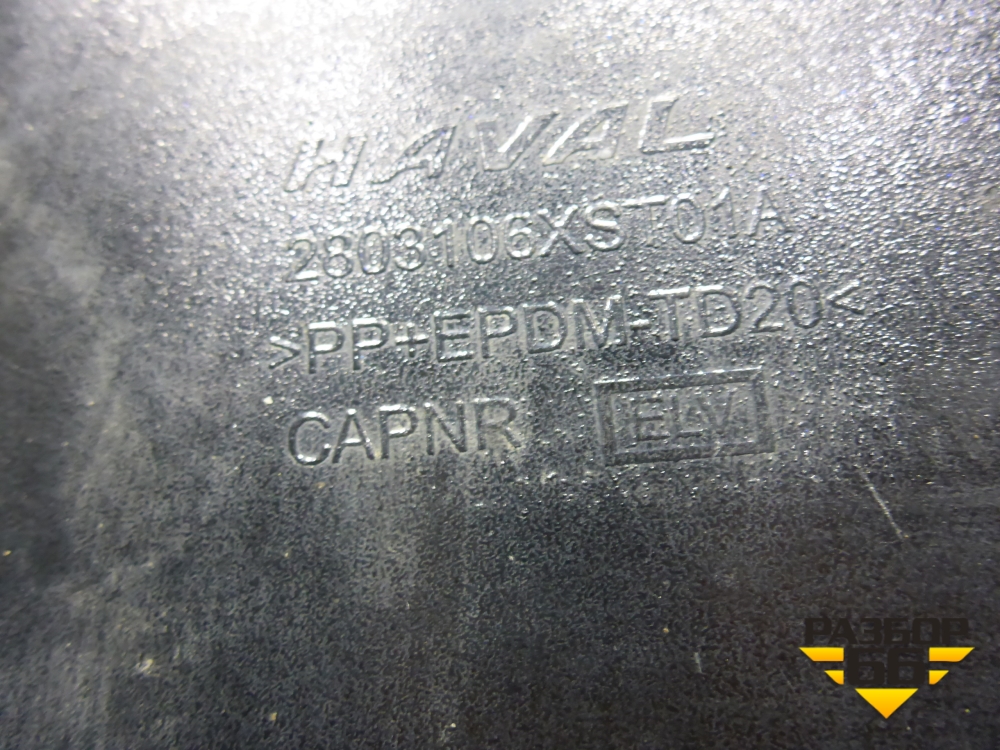 HAVAL
2803106XST01A
>PP+EPDM-TD20<
CAPNR ELV
РАЗБОР
66